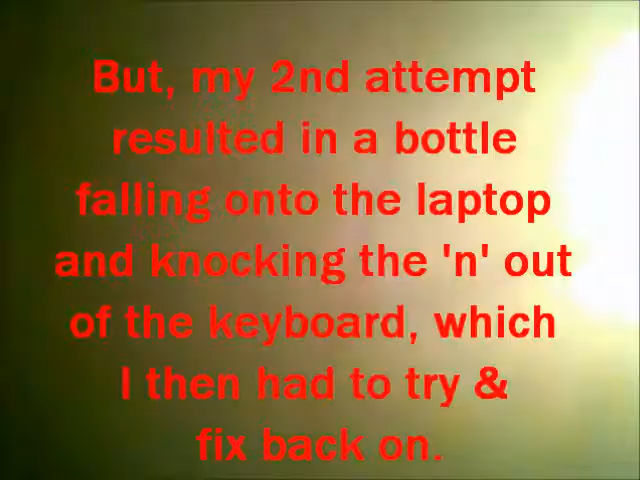 But, my 2nd attempt
resulted in a bottle
falling onto the laptop
and knocking the 'n' out
of the keyboard, which
I then had to try &
fix back on.